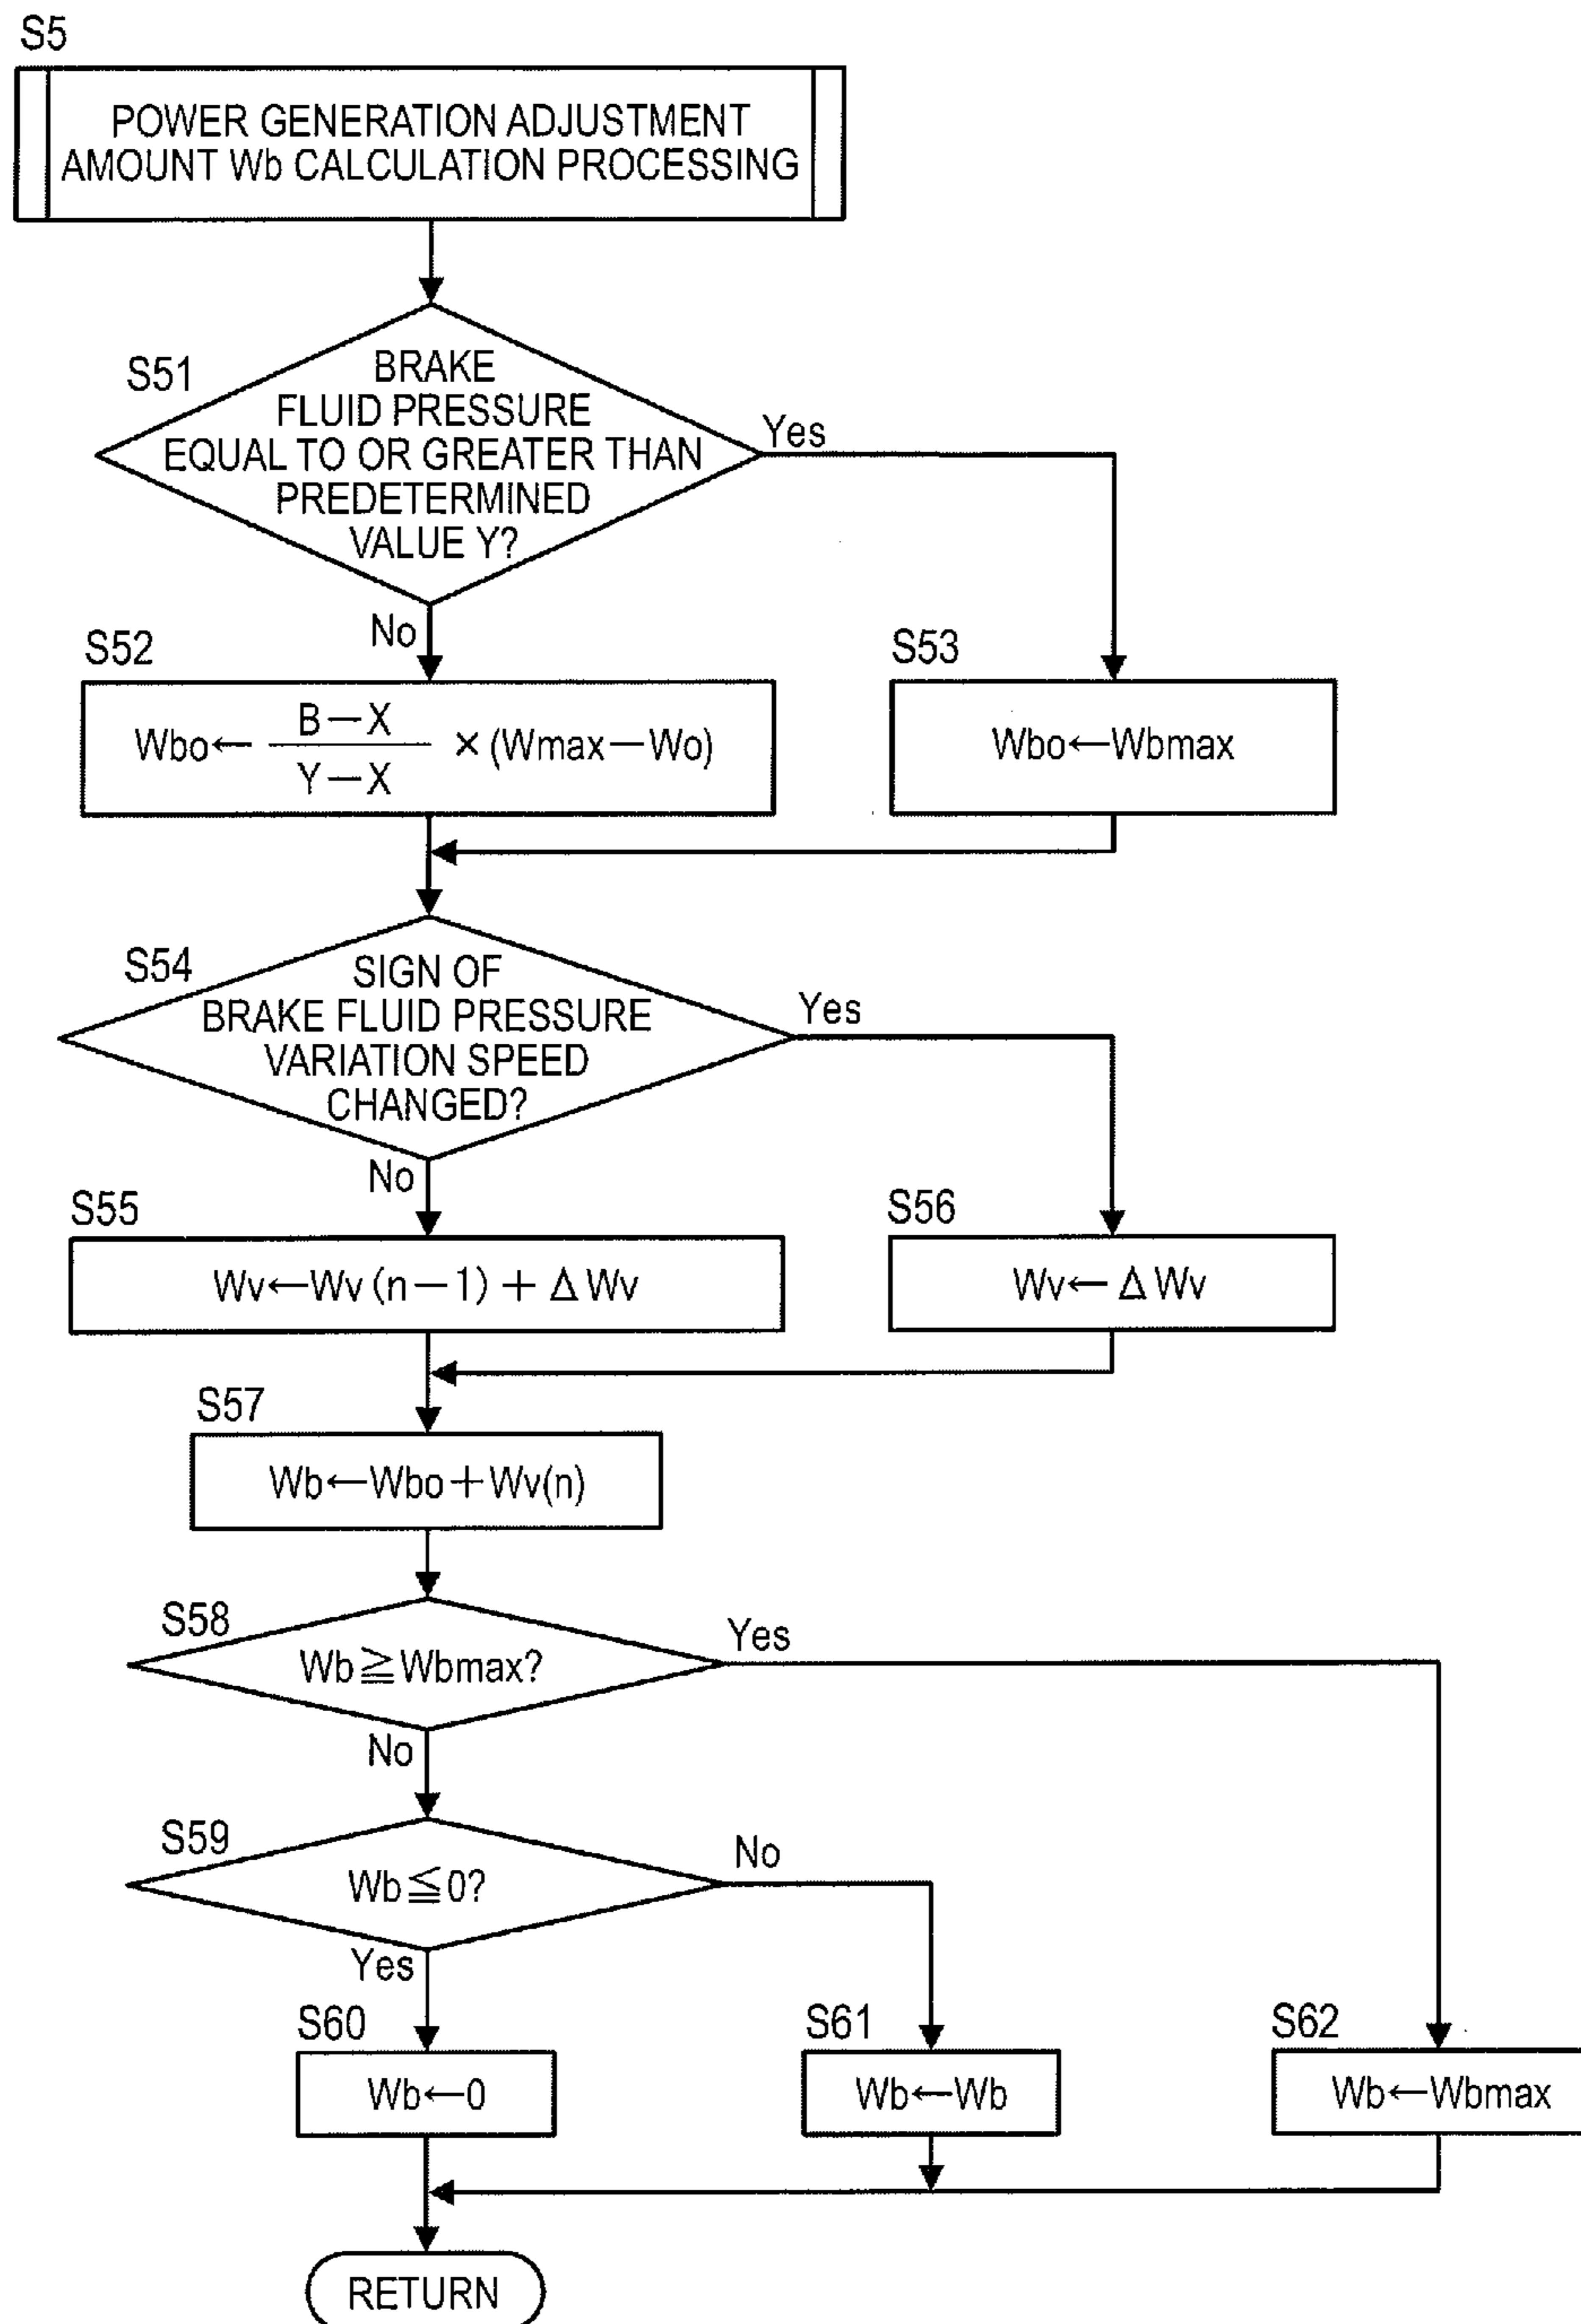 S5
POWER GENERATION ADJUSTMENT
AMOUNT Wb CALCULATION PROCESSING
S51
BRAKE
FLUID PRESSURE
EQUAL TO OR GREATER THAN
PREDETERMINED
VALUE Y?
Yes
No
S52
Wbo← B－X / Y－X ×(Wmax－Wo)
S53
Wbo←Wbmax
S54
SIGN OF
BRAKE FLUID PRESSURE
VARIATION SPEED
CHANGED?
Yes
No
S55
Wv←Wv(n－1)+ΔWv
S56
Wv←ΔWv
S57
Wb←Wbo+Wv(n)
S58
Wb≧Wbmax?
Yes
No
S59
Wb≦0?
No
Yes
S60
Wb←0
S61
Wb←Wb
S62
Wb←Wbmax
RETURN